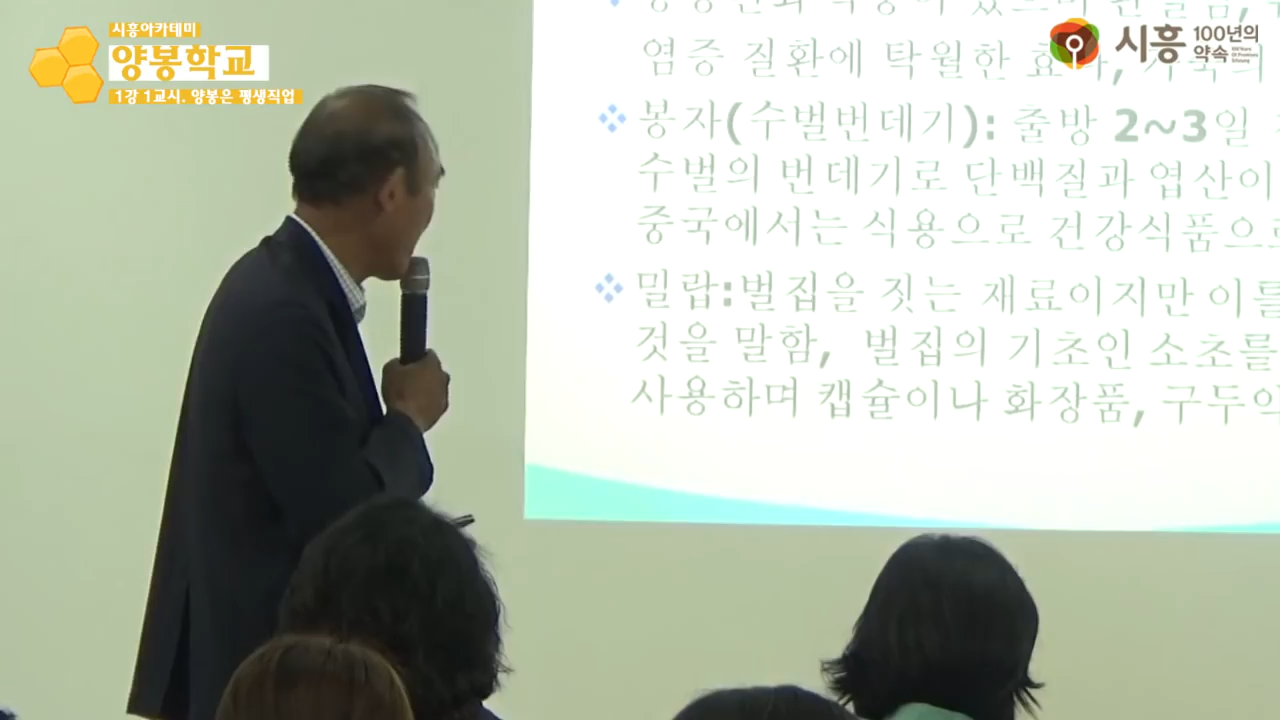 시흥아카데미
양봉학교
1강 1교시. 양봉은 평생직업
시흥 100년의 약속
염증 질환에 탁월한
봉자(수벌번데기): 출방 2~3일
수벌의 번데기로 단백질과 엽산이
중국에서는 식용으로 건강식품으로
밀랍:벌집을 짓는 재료이지만 이를
것을 말함, 벌집의 기초인 소초를
사용하며 캡슐이나 화장품, 구두약